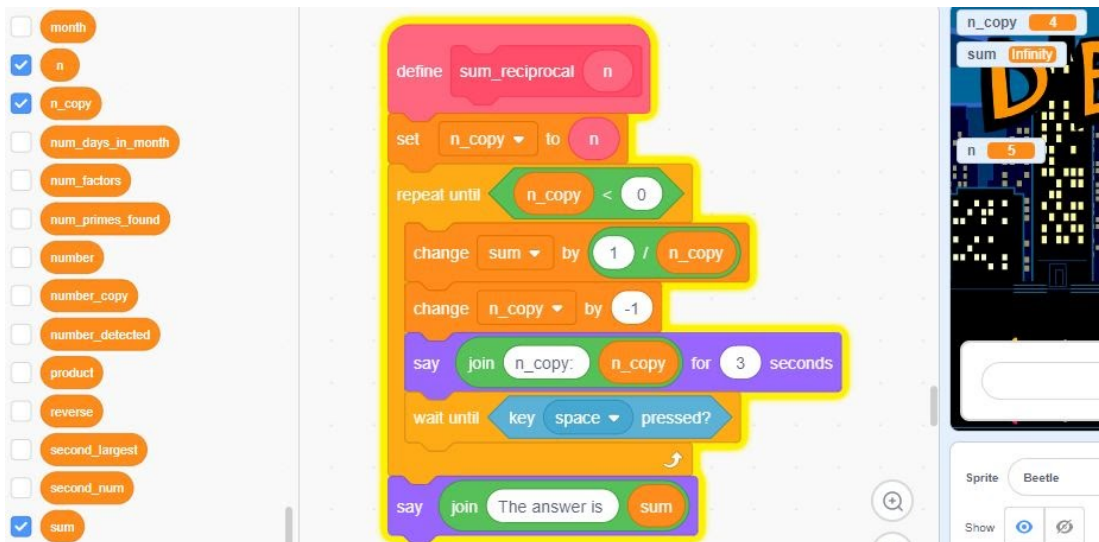 month
n
n_copy
num_days_in_month
num_factors
num_primes_found
number
number_copy
number_detected
product
reverse
second_largest
second_num
sum
define sum_reciprocal n
set n_copy to n
repeat until n_copy < 0
change sum by 1 / n_copy
change n_copy by -1
say join n_copy: n_copy for 3 seconds
wait until key space pressed?
say join The answer is sum
n_copy 4
sum Infinity
n 5
Sprite Beetle
Show